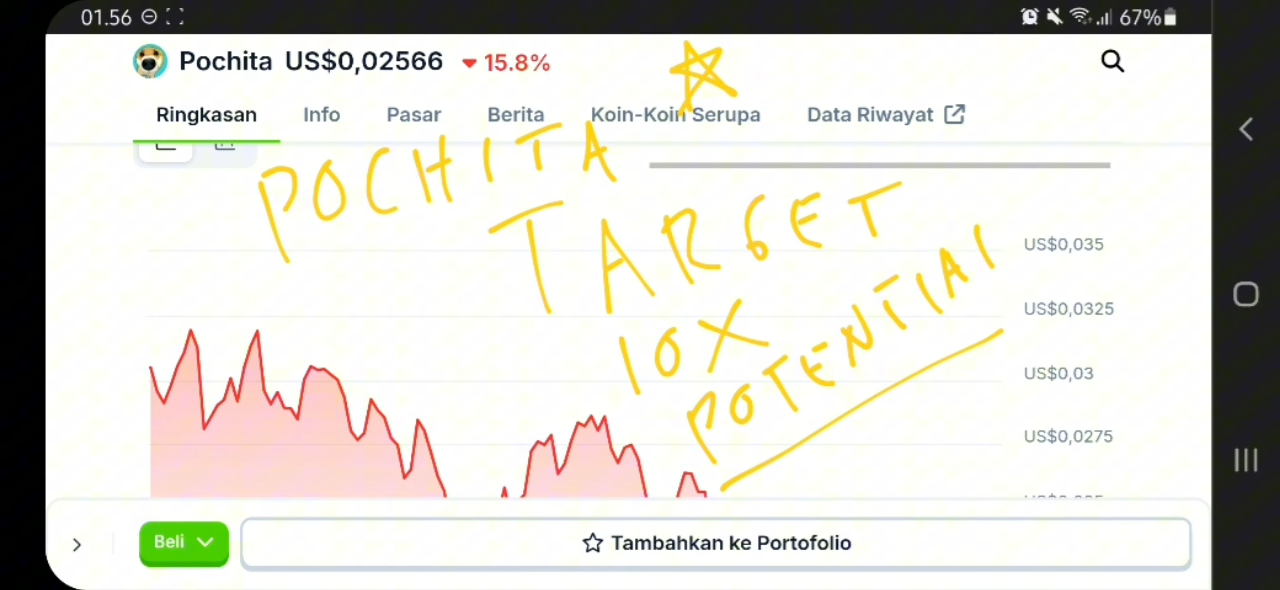 01.56
67%
Pochita US$0,02566 15.8%
Ringkasan Info Pasar Berita Koin-Koin Serupa Data Riwayat
POCHITA
TARGET
10X
POTENTIAL
US$0,035
US$0,0325
US$0,03
US$0,0275
Beli
Tambahkan ke Portofolio